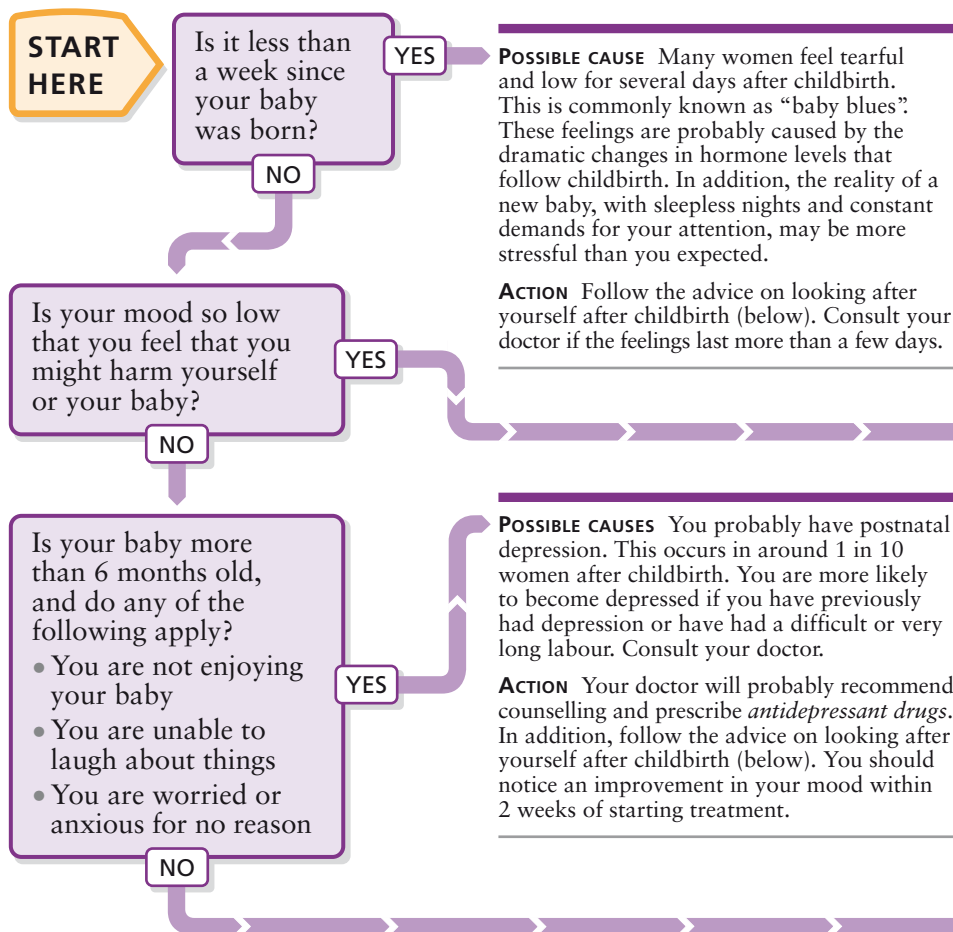 START
HERE
Is it less than
a week since
your baby
was born?
YES
NO
POSSIBLE CAUSE Many women feel tearful
and low for several days after childbirth.
This is commonly known as “baby blues”.
These feelings are probably caused by the
dramatic changes in hormone levels that
follow childbirth. In addition, the reality of a
new baby, with sleepless nights and constant
demands for your attention, may be more
stressful than you expected.
ACTION Follow the advice on looking after
yourself after childbirth (below). Consult your
doctor if the feelings last more than a few days.
Is your mood so low
that you feel that you
might harm yourself
or your baby?
YES
NO
Is your baby more
than 6 months old,
and do any of the
following apply?
• You are not enjoying
your baby
• You are unable to
laugh about things
• You are worried or
anxious for no reason
YES
NO
POSSIBLE CAUSES You probably have postnatal
depression. This occurs in around 1 in 10
women after childbirth. You are more likely
to become depressed if you have previously
had depression or have had a difficult or very
long labour. Consult your doctor.
ACTION Your doctor will probably recommend
counselling and prescribe antidepressant drugs.
In addition, follow the advice on looking after
yourself after childbirth (below). You should
notice an improvement in your mood within
2 weeks of starting treatment.